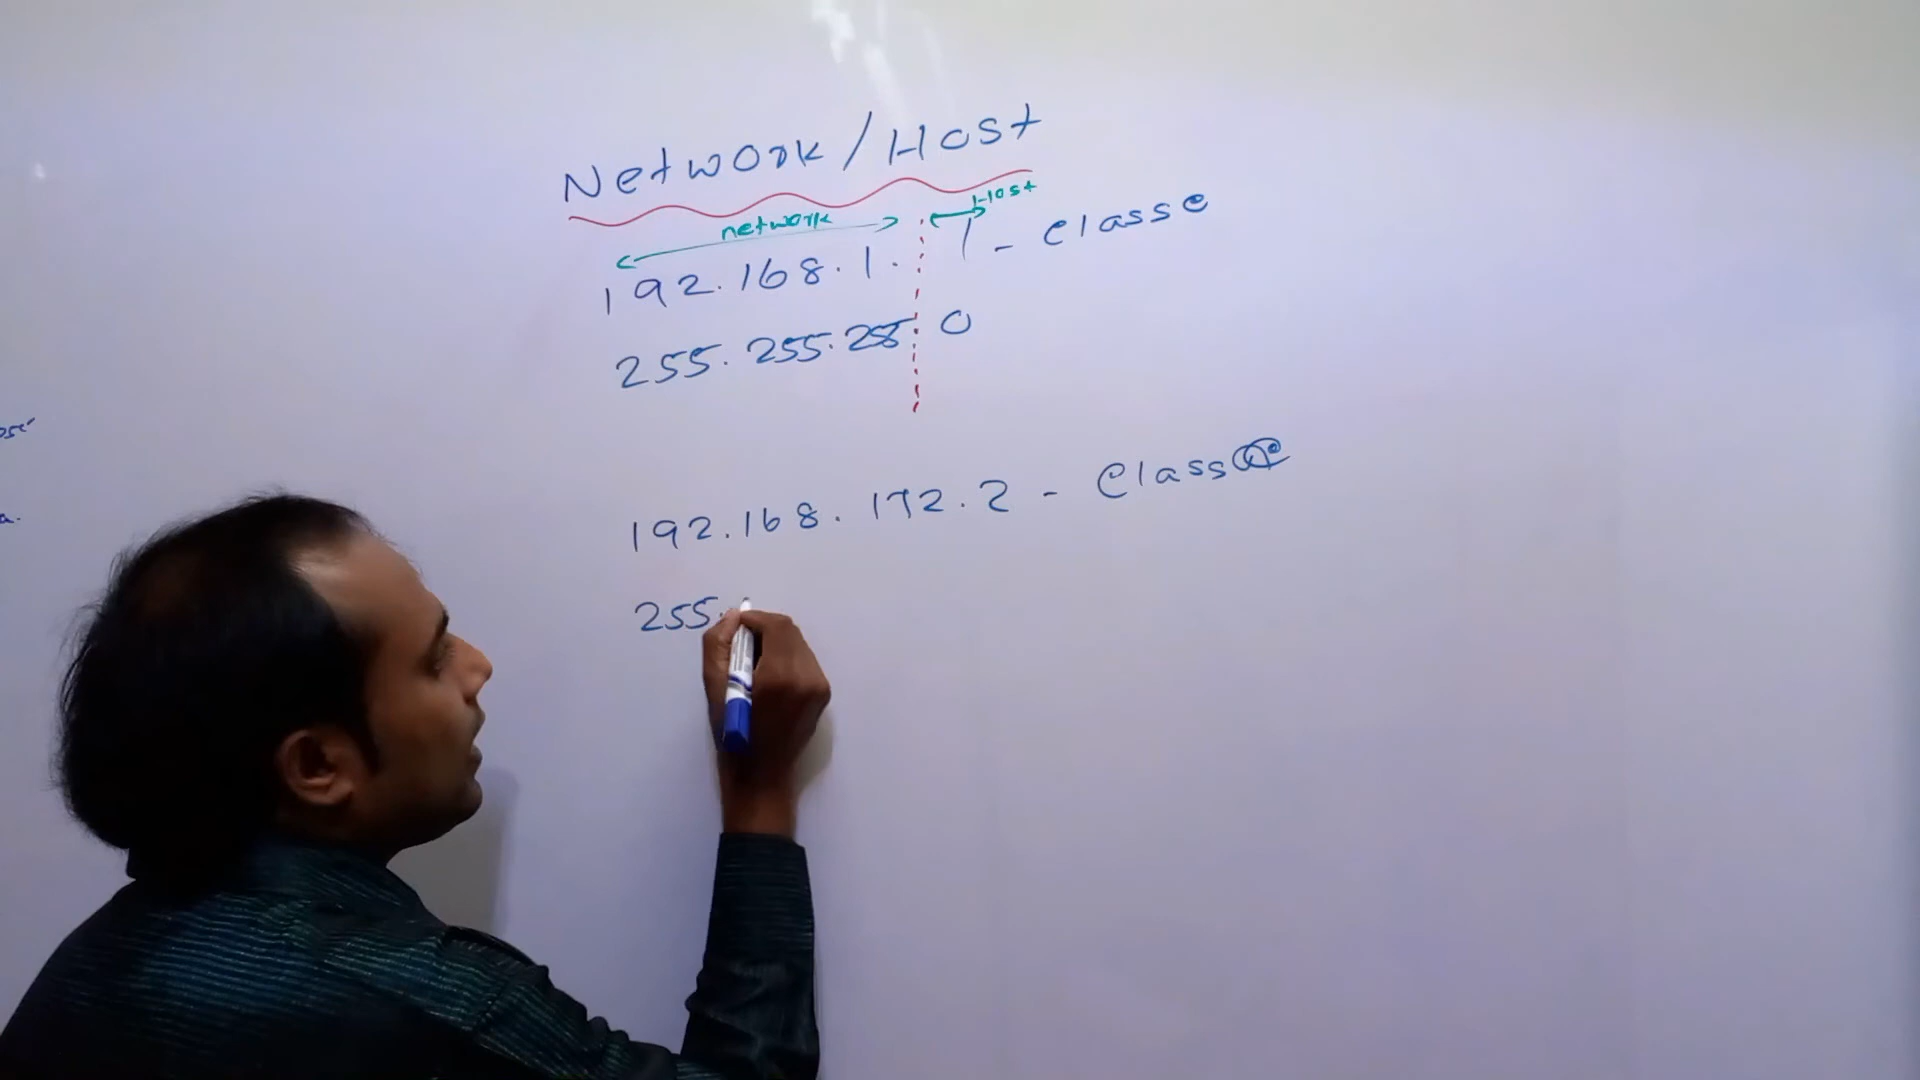 Network/Host
network Host
192.168.1. 1 - Class C
255.255.255.0
192.168.172.2 - Class
255.